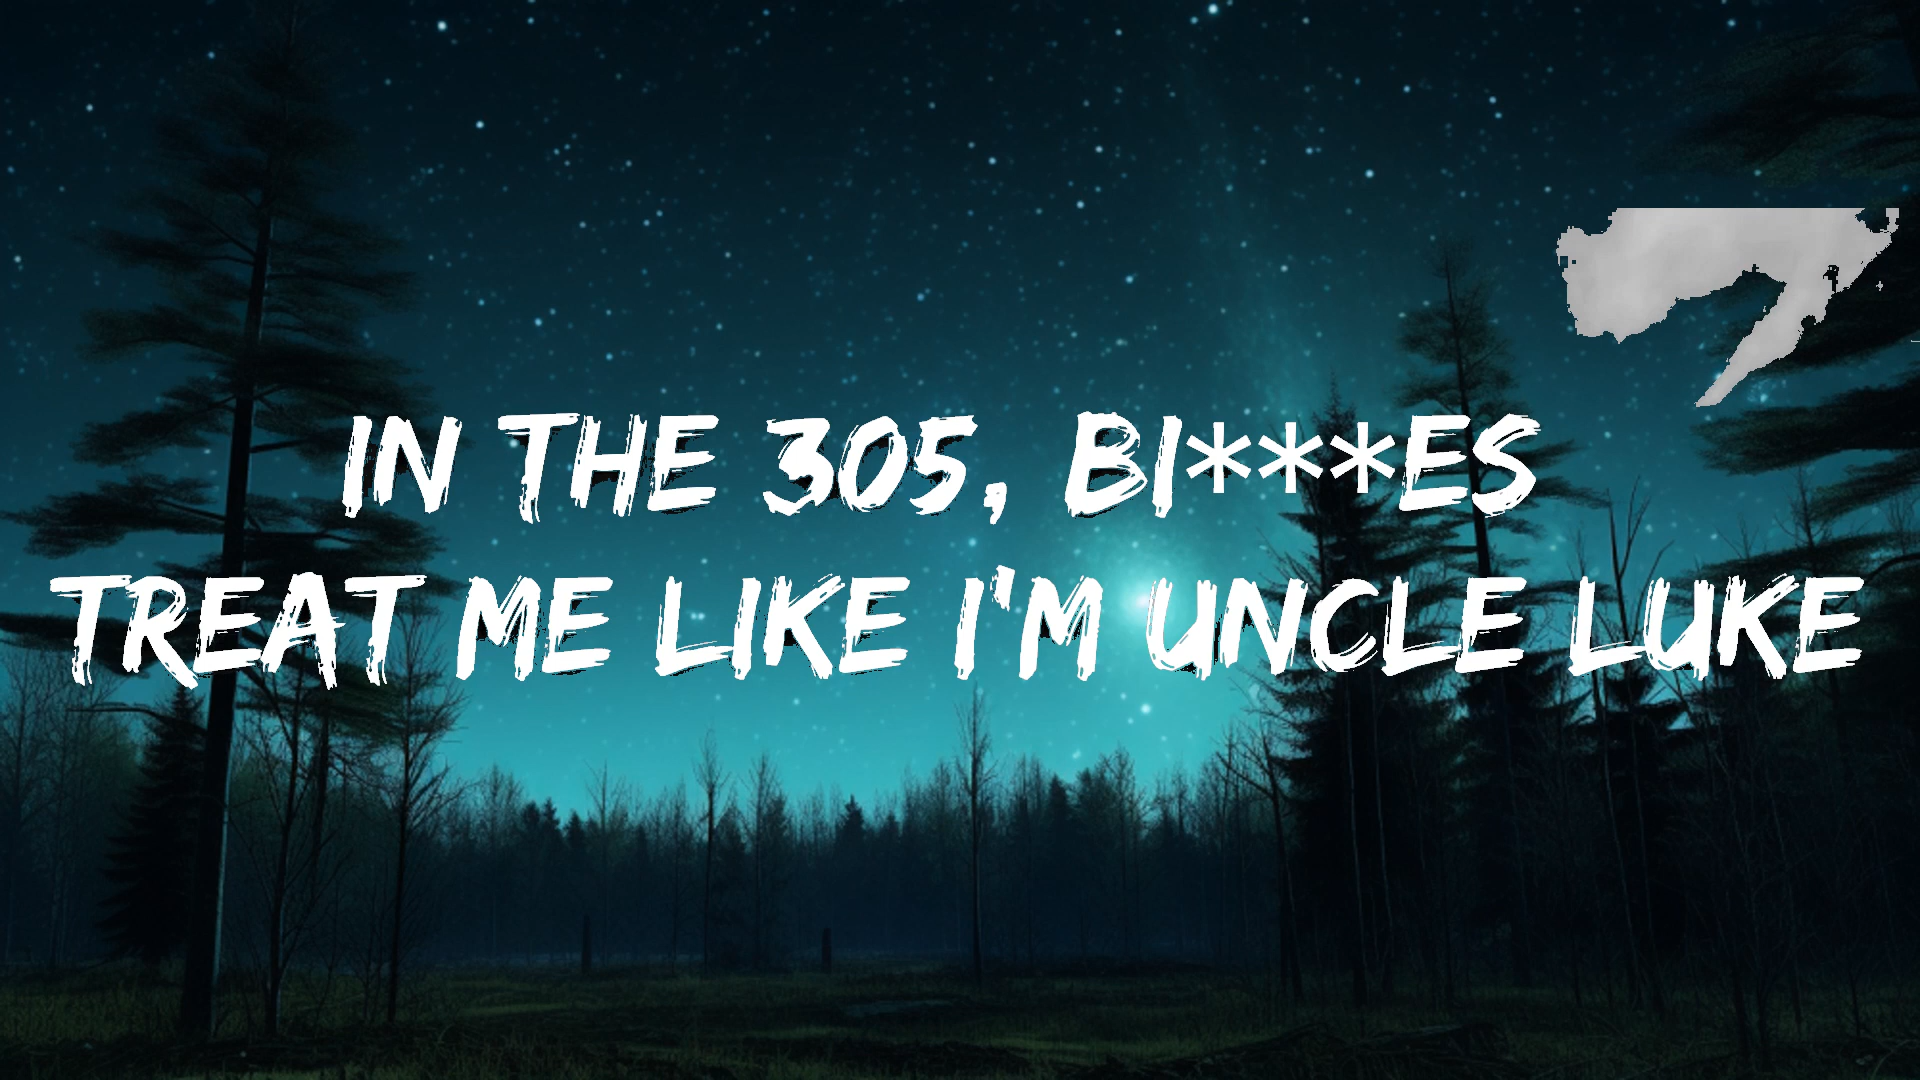 IN THE 305, BI***ES
TREAT ME LIKE I'M UNCLE LUKE